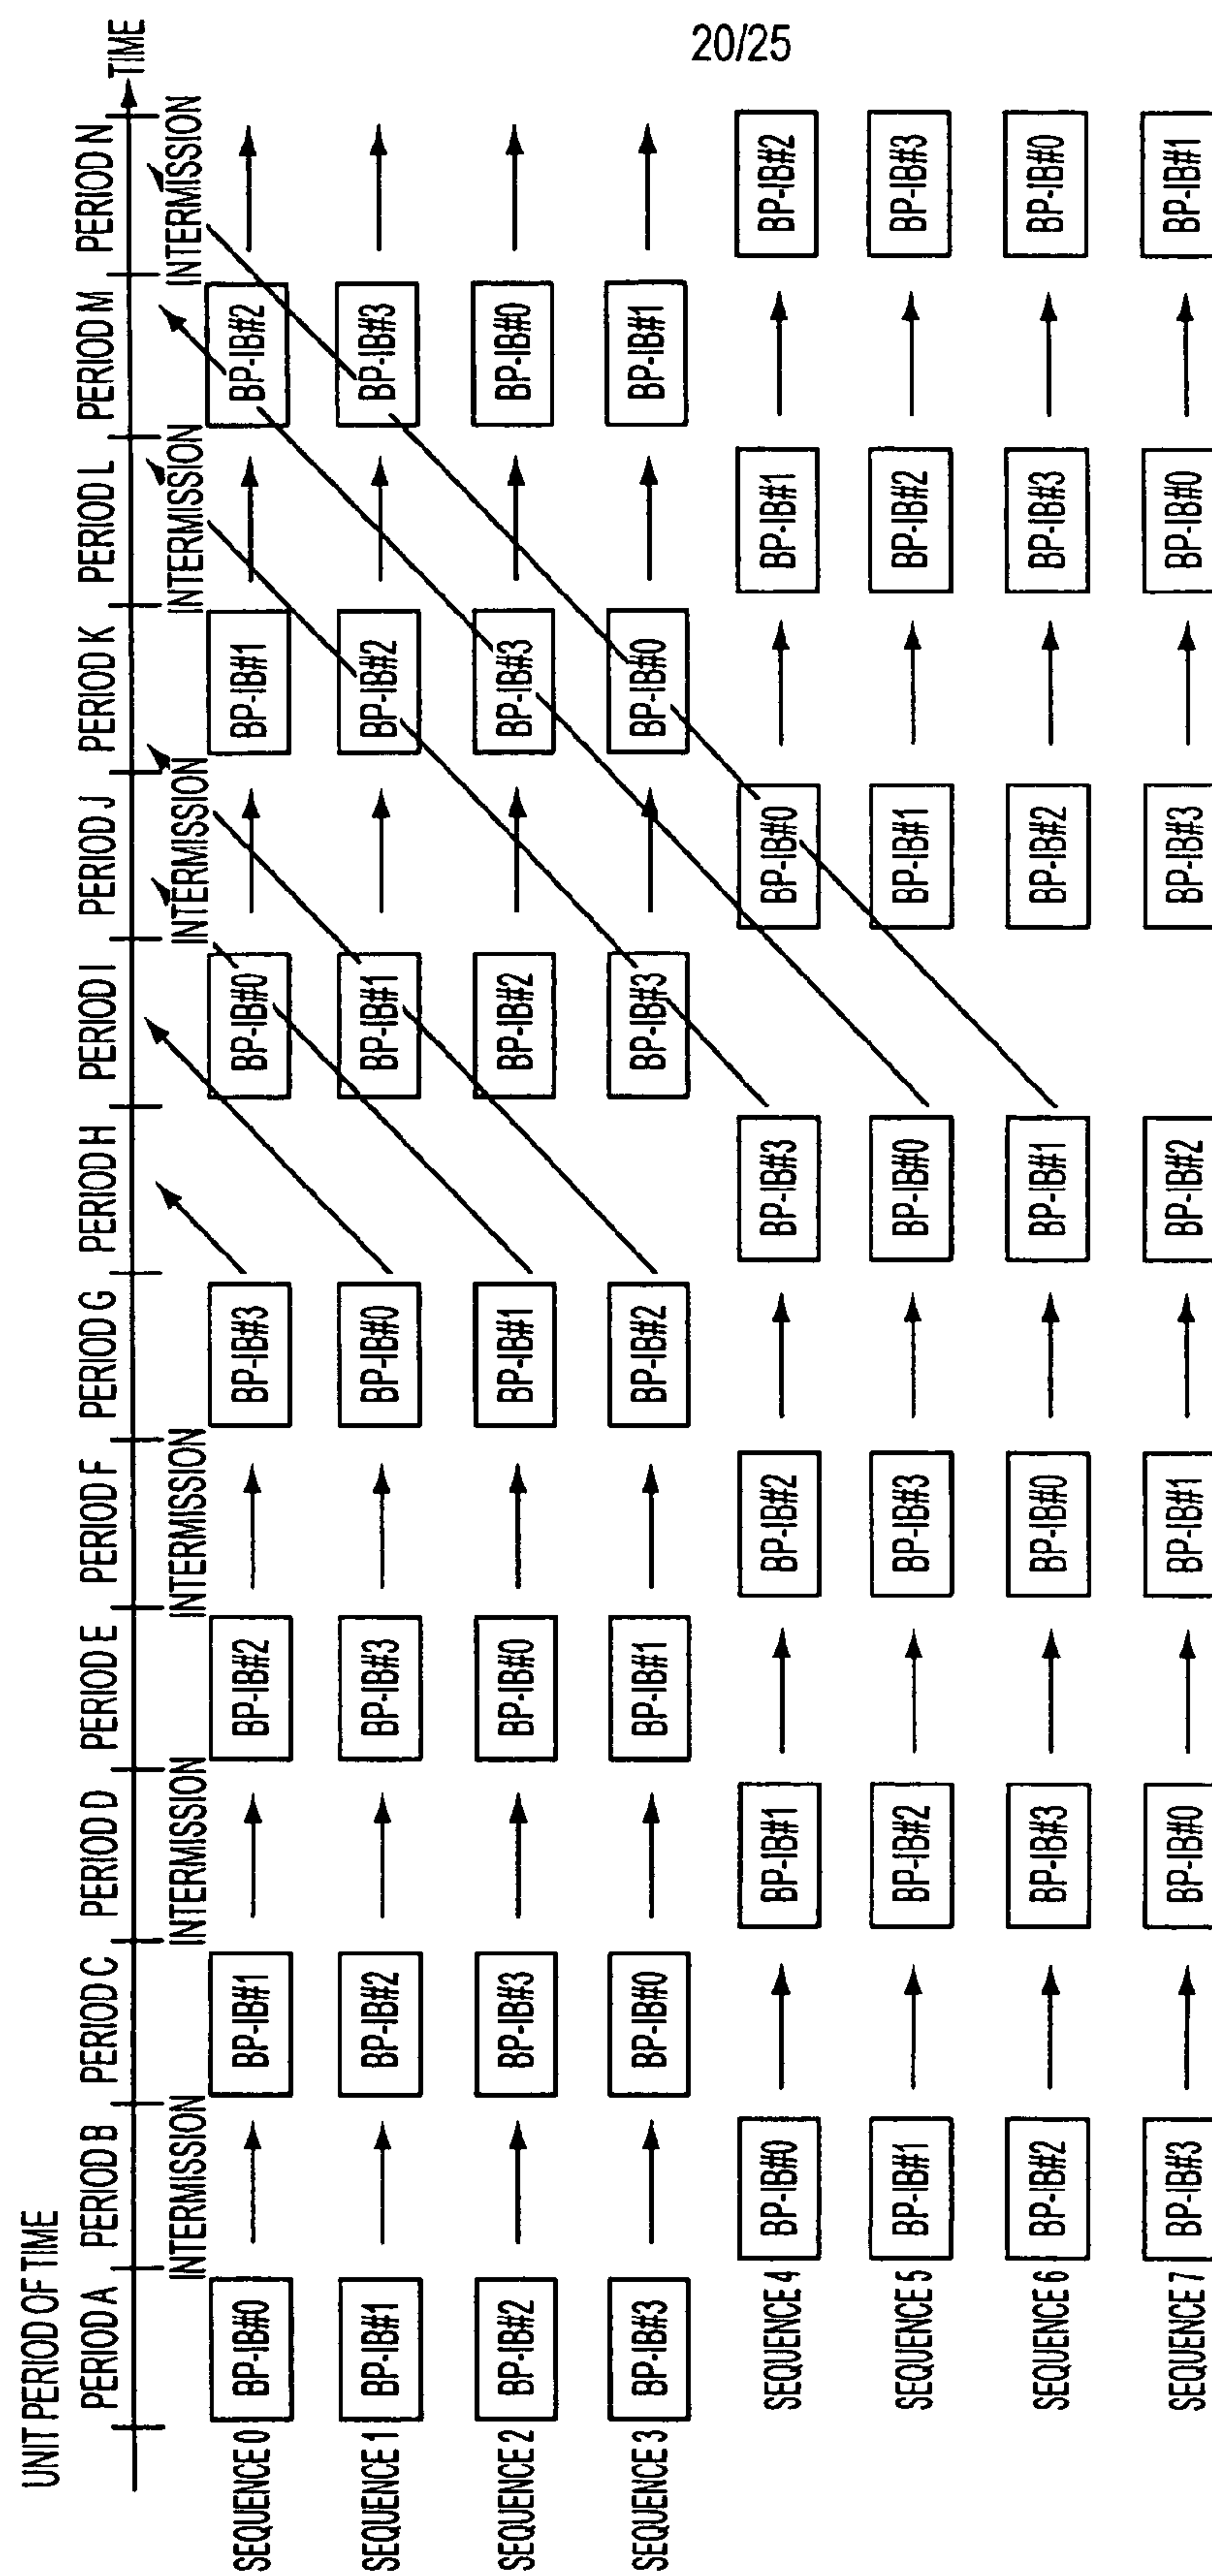 20/25
UNIT PERIOD OF TIME
PERIOD A PERIOD B PERIOD C PERIOD D PERIOD E PERIOD F PERIOD G PERIOD H PERIOD I PERIOD J PERIOD K PERIOD L PERIOD M PERIOD N
TIME
INTERMISSION INTERMISSION INTERMISSION INTERMISSION INTERMISSION INTERMISSION INTERMISSION
SEQUENCE 0 BP-IB#0 BP-IB#1 BP-IB#2 BP-IB#3 BP-IB#0 BP-IB#1 BP-IB#2
SEQUENCE 1 BP-IB#1 BP-IB#2 BP-IB#3 BP-IB#0 BP-IB#1 BP-IB#2 BP-IB#3
SEQUENCE 2 BP-IB#2 BP-IB#3 BP-IB#0 BP-IB#1 BP-IB#2 BP-IB#3 BP-IB#0
SEQUENCE 3 BP-IB#3 BP-IB#0 BP-IB#1 BP-IB#2 BP-IB#3 BP-IB#0 BP-IB#1
SEQUENCE 4 BP-IB#0 BP-IB#1 BP-IB#2 BP-IB#3 BP-IB#0 BP-IB#1 BP-IB#2
SEQUENCE 5 BP-IB#1 BP-IB#2 BP-IB#3 BP-IB#0 BP-IB#1 BP-IB#2 BP-IB#3
SEQUENCE 6 BP-IB#2 BP-IB#3 BP-IB#0 BP-IB#1 BP-IB#2 BP-IB#3 BP-IB#0
SEQUENCE 7 BP-IB#3 BP-IB#0 BP-IB#1 BP-IB#2 BP-IB#3 BP-IB#0 BP-IB#1